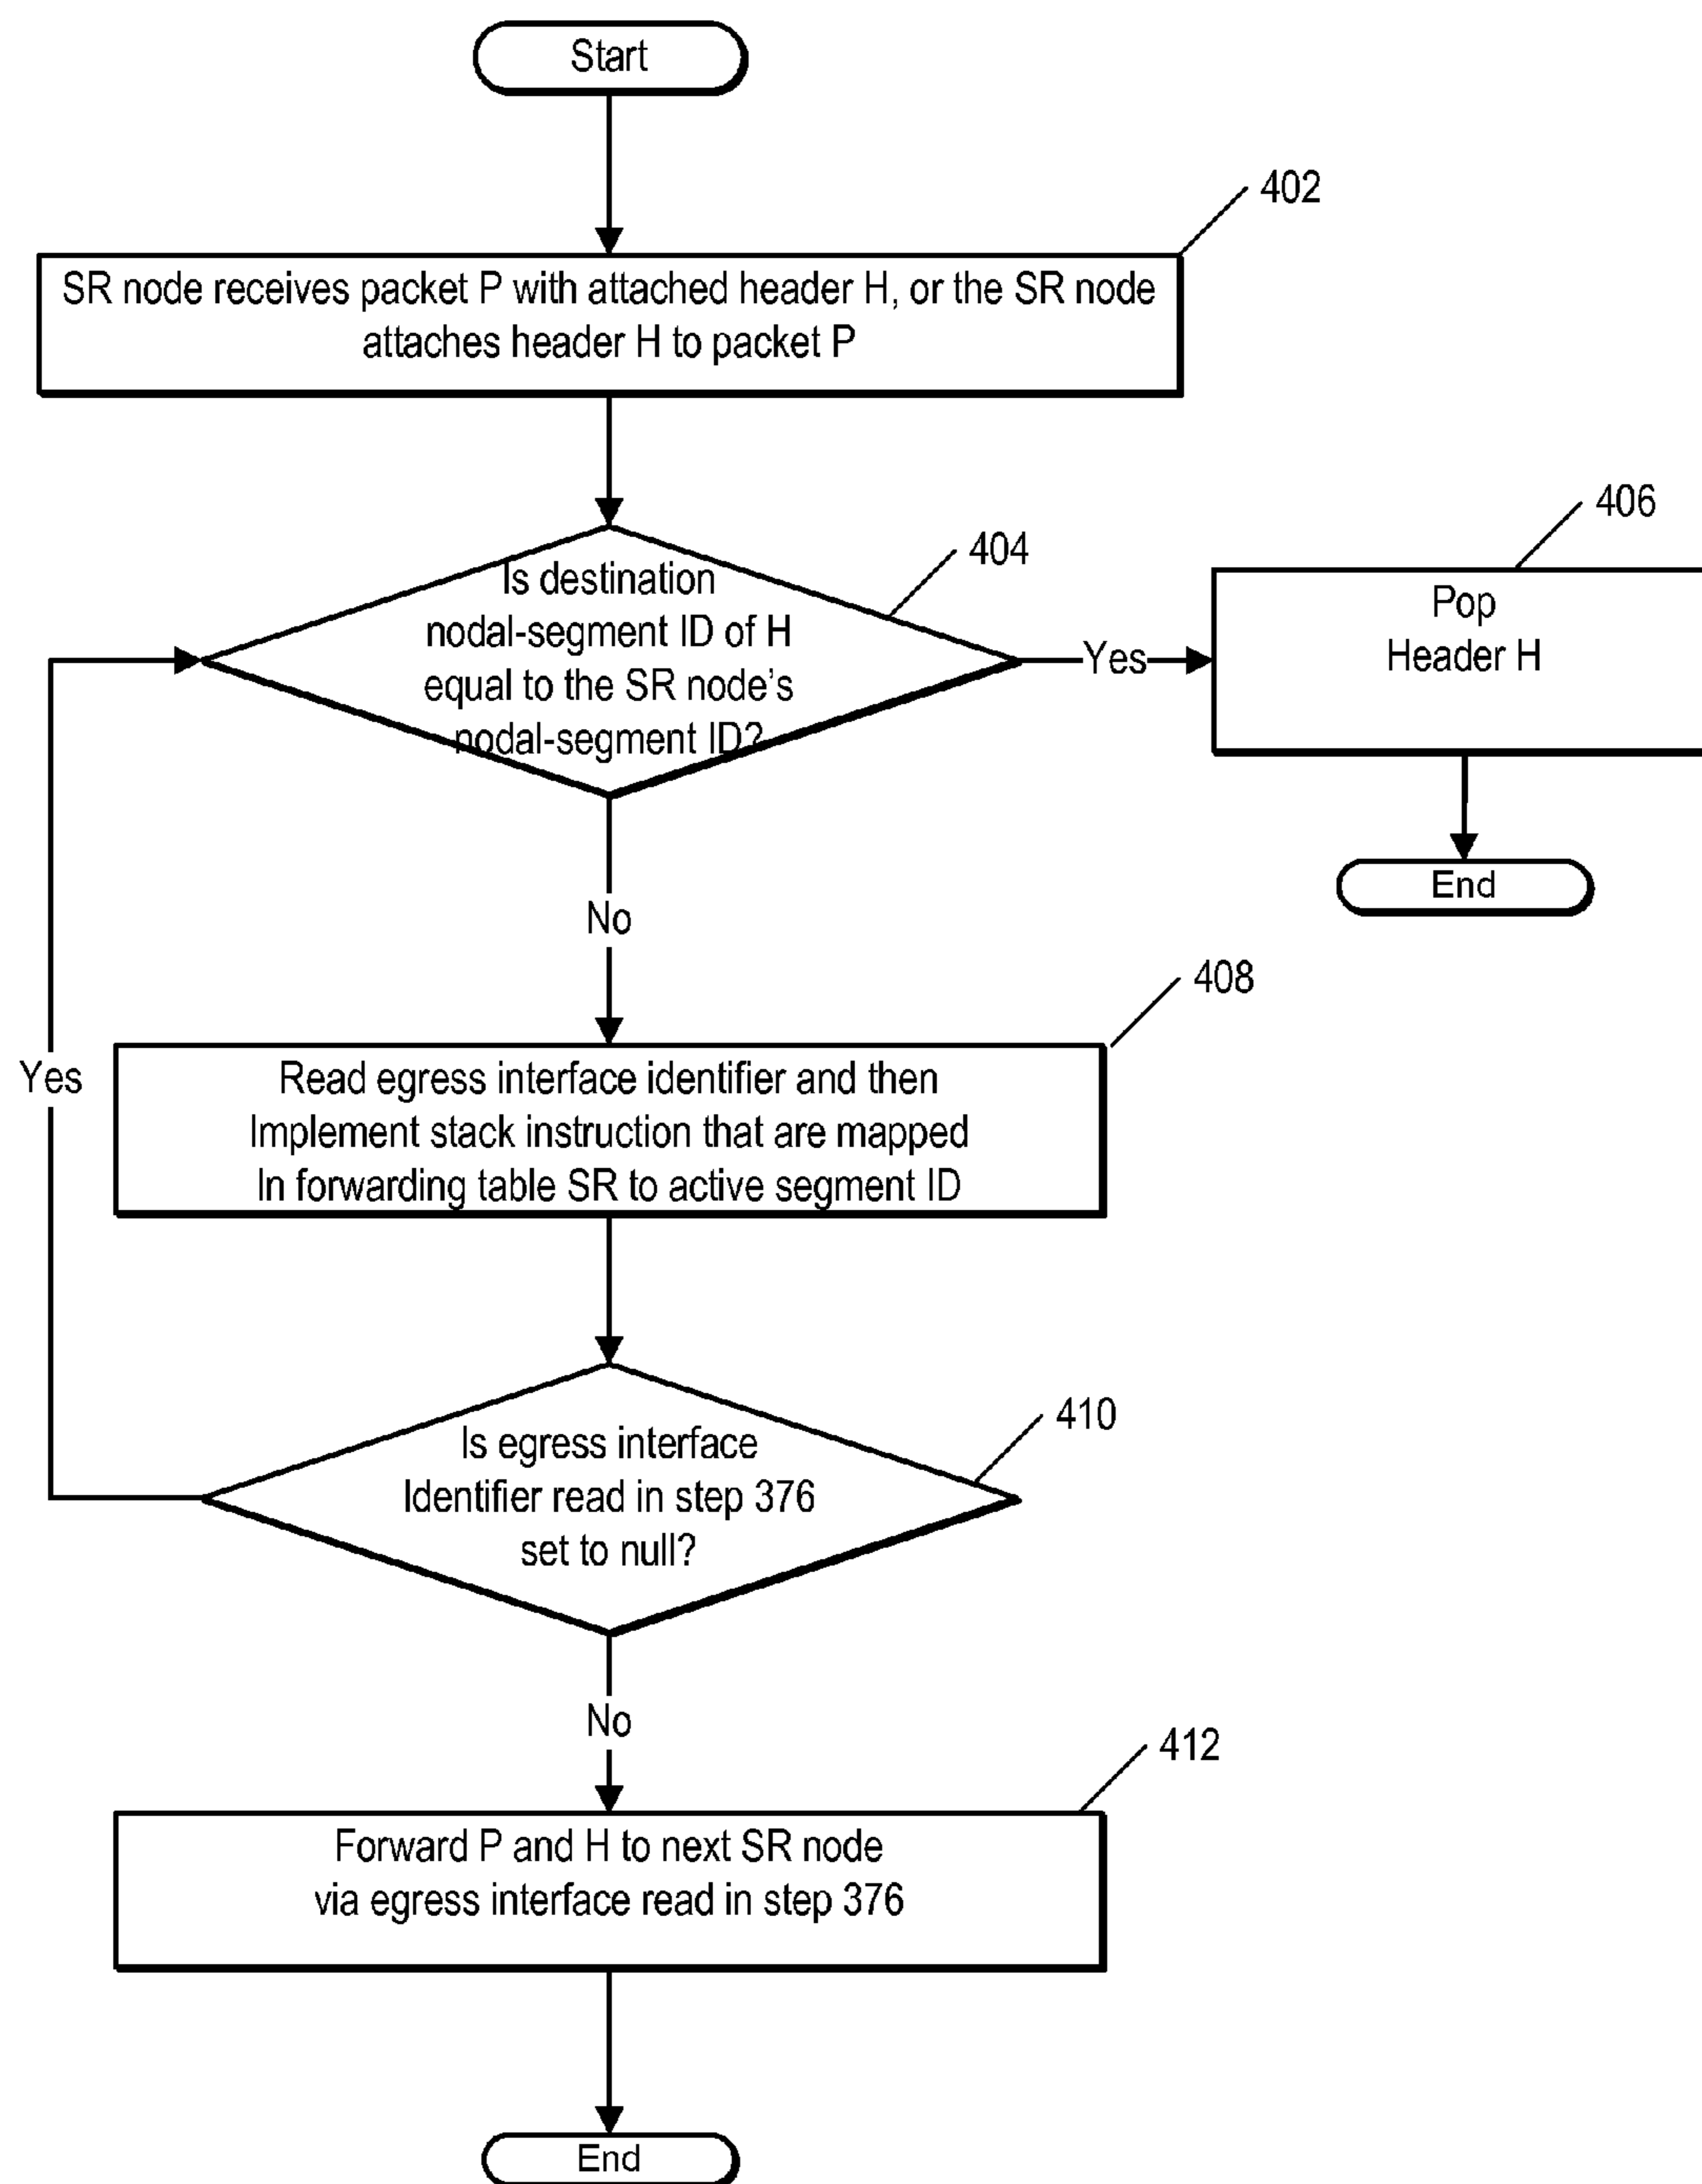 Start
402
SR node receives packet P with attached header H, or the SR node
attaches header H to packet P
404
Is destination
nodal-segment ID of H
equal to the SR node's
nodal-segment ID?
Yes
406
Pop
Header H
End
No
408
Read egress interface identifier and then
Implement stack instruction that are mapped
In forwarding table SR to active segment ID
Yes
410
Is egress interface
Identifier read in step 376
set to null?
No
412
Forward P and H to next SR node
via egress interface read in step 376
End